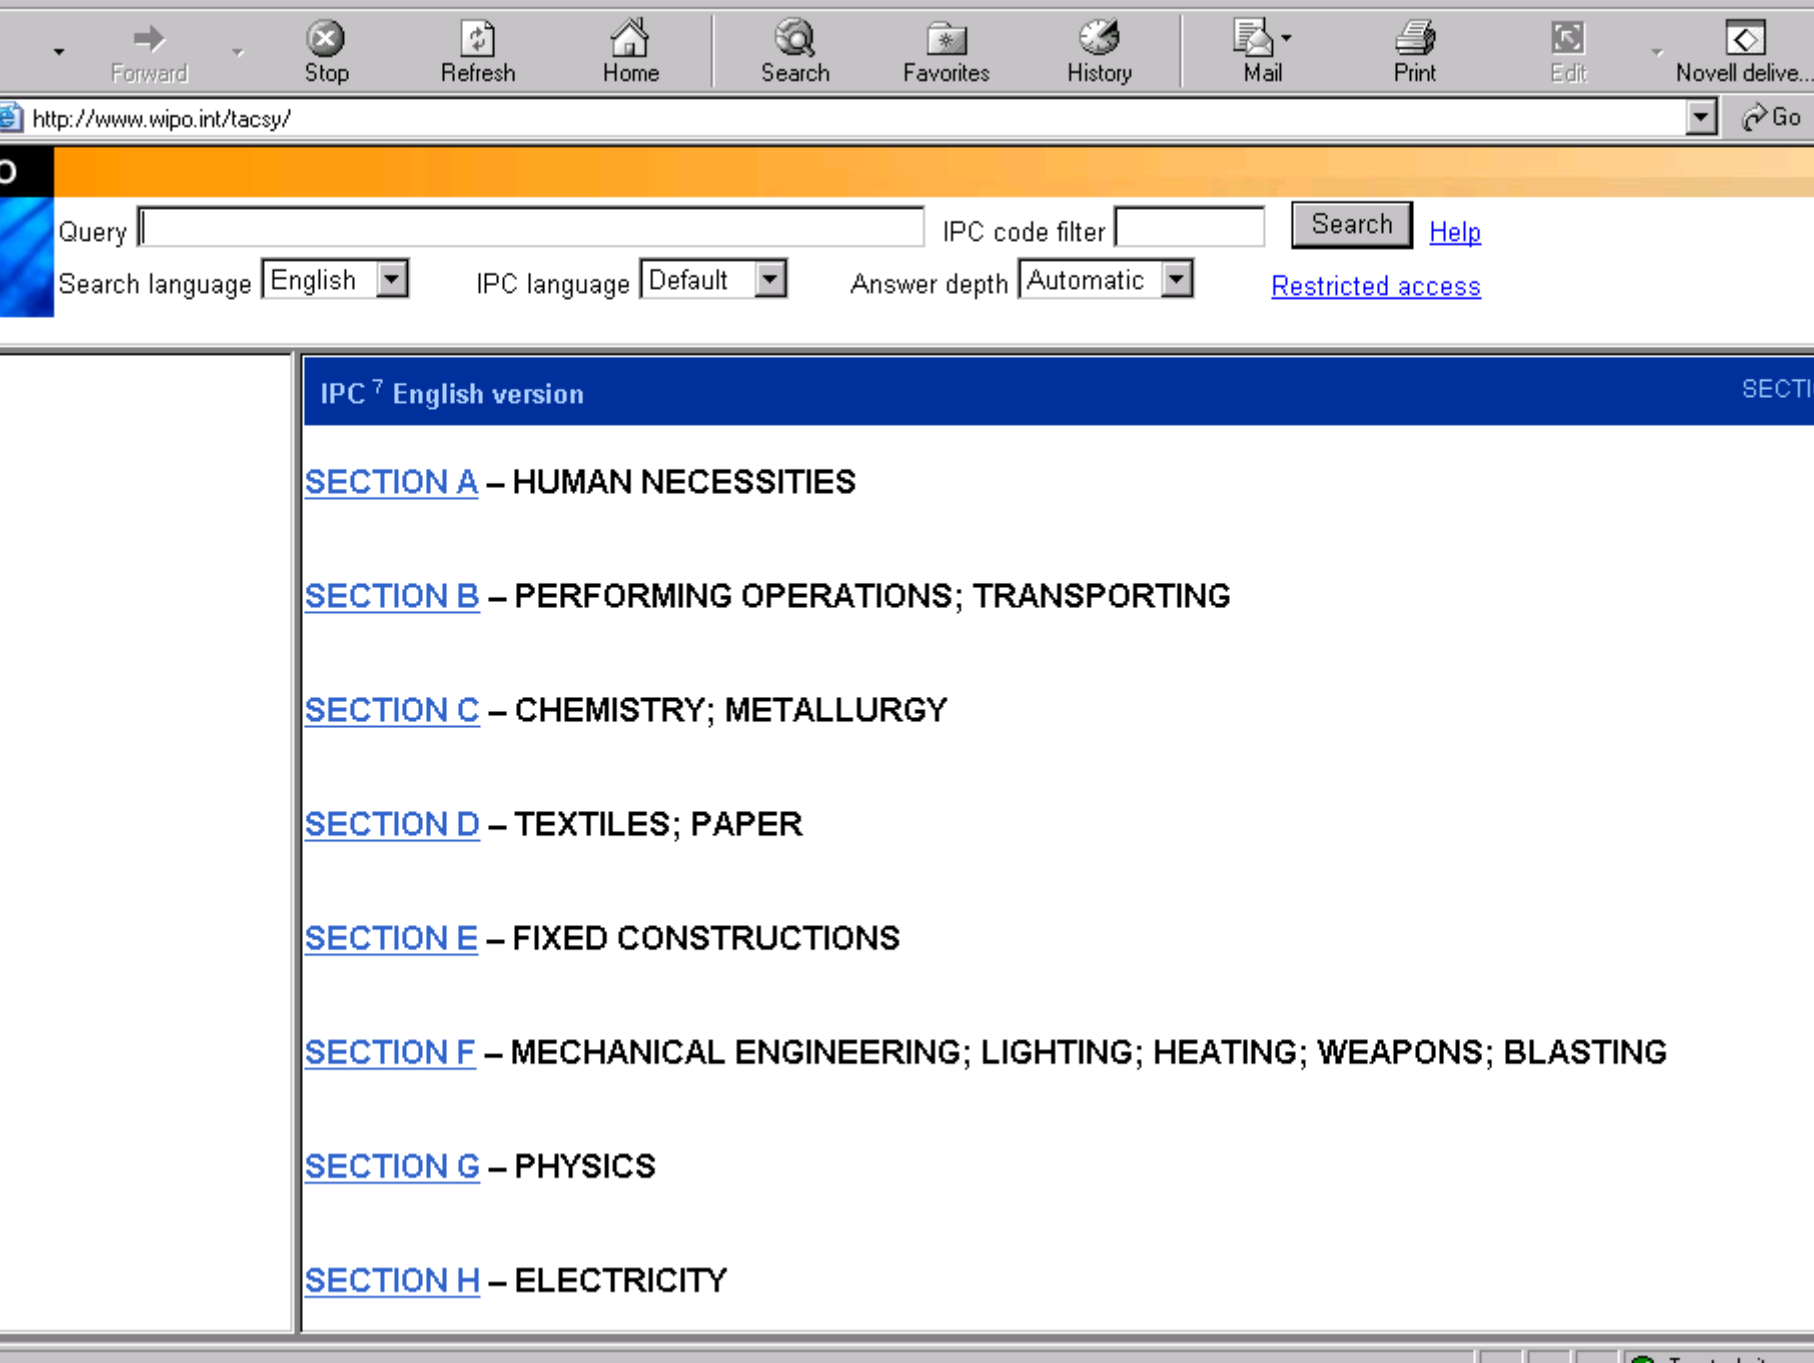 Forward Stop Refresh Home Search Favorites History Mail Print Edit Novell delive...
http://www.wipo.int/tacsy/ Go
O
Query IPC code filter Search Help
Search language English IPC language Default Answer depth Automatic Restricted access
IPC 7 English version SECTI
SECTION A – HUMAN NECESSITIES
SECTION B – PERFORMING OPERATIONS; TRANSPORTING
SECTION C – CHEMISTRY; METALLURGY
SECTION D – TEXTILES; PAPER
SECTION E – FIXED CONSTRUCTIONS
SECTION F – MECHANICAL ENGINEERING; LIGHTING; HEATING; WEAPONS; BLASTING
SECTION G – PHYSICS
SECTION H – ELECTRICITY